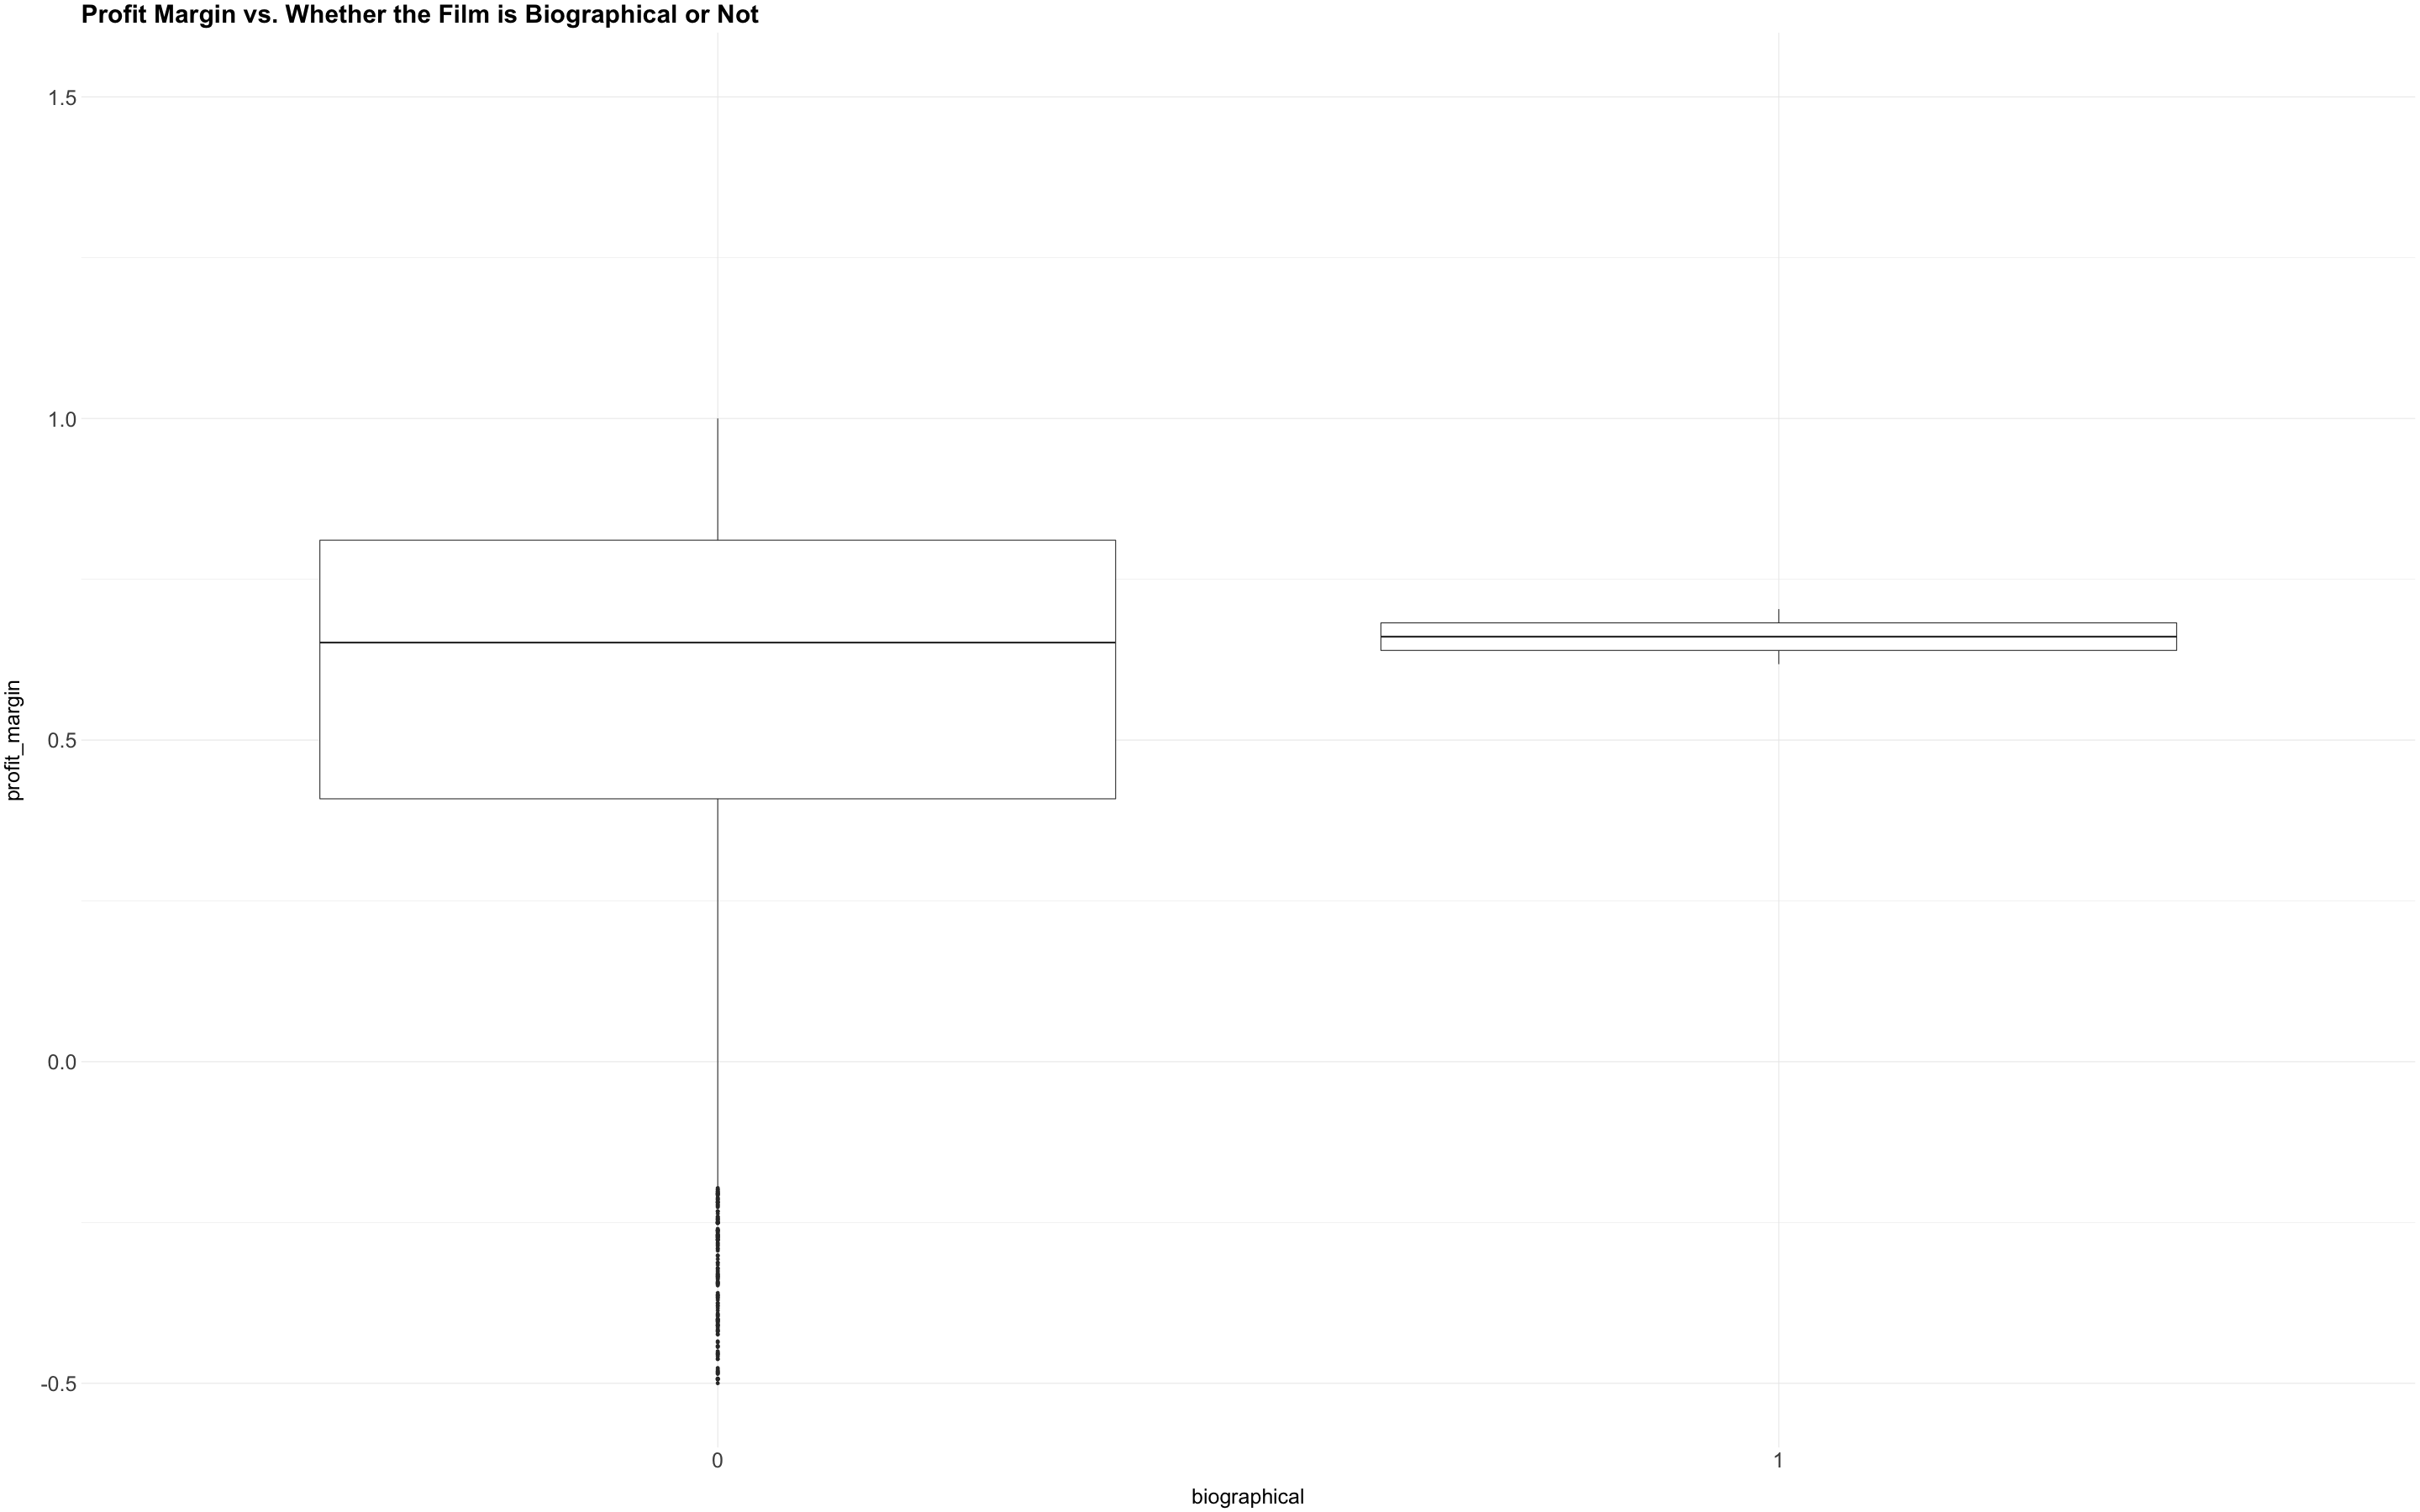 Profit Margin vs. Whether the Film is Biographical or Not
1.5
1.0
0.5
0.0
-0.5
profit_margin
0
1
biographical